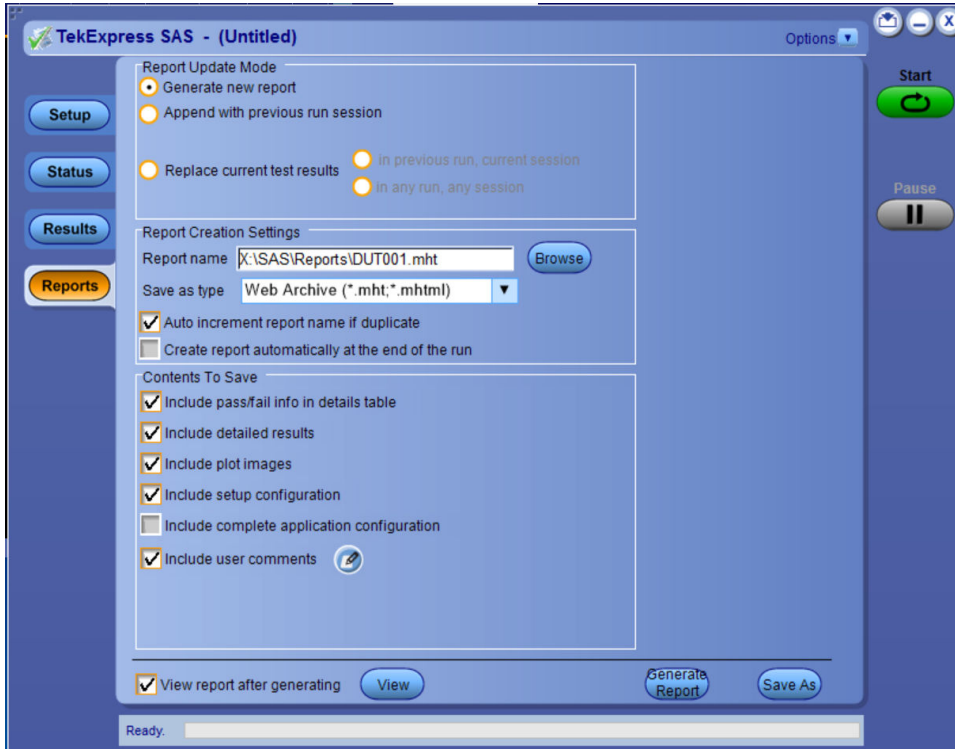 TekExpress SAS - (Untitled)
Options
X
Start
Pause
Setup
Status
Results
Reports
Report Update Mode
Generate new report
Append with previous run session
Replace current test results
in previous run, current session
in any run, any session
Report Creation Settings
Report name X:\SAS\Reports\DUT001.mht Browse
Save as type Web Archive (*.mht;*.mhtml)
Auto increment report name if duplicate
Create report automatically at the end of the run
Contents To Save
Include pass/fail info in details table
Include detailed results
Include plot images
Include setup configuration
Include complete application configuration
Include user comments
View report after generating View
Generate
Report
Save As
Ready.